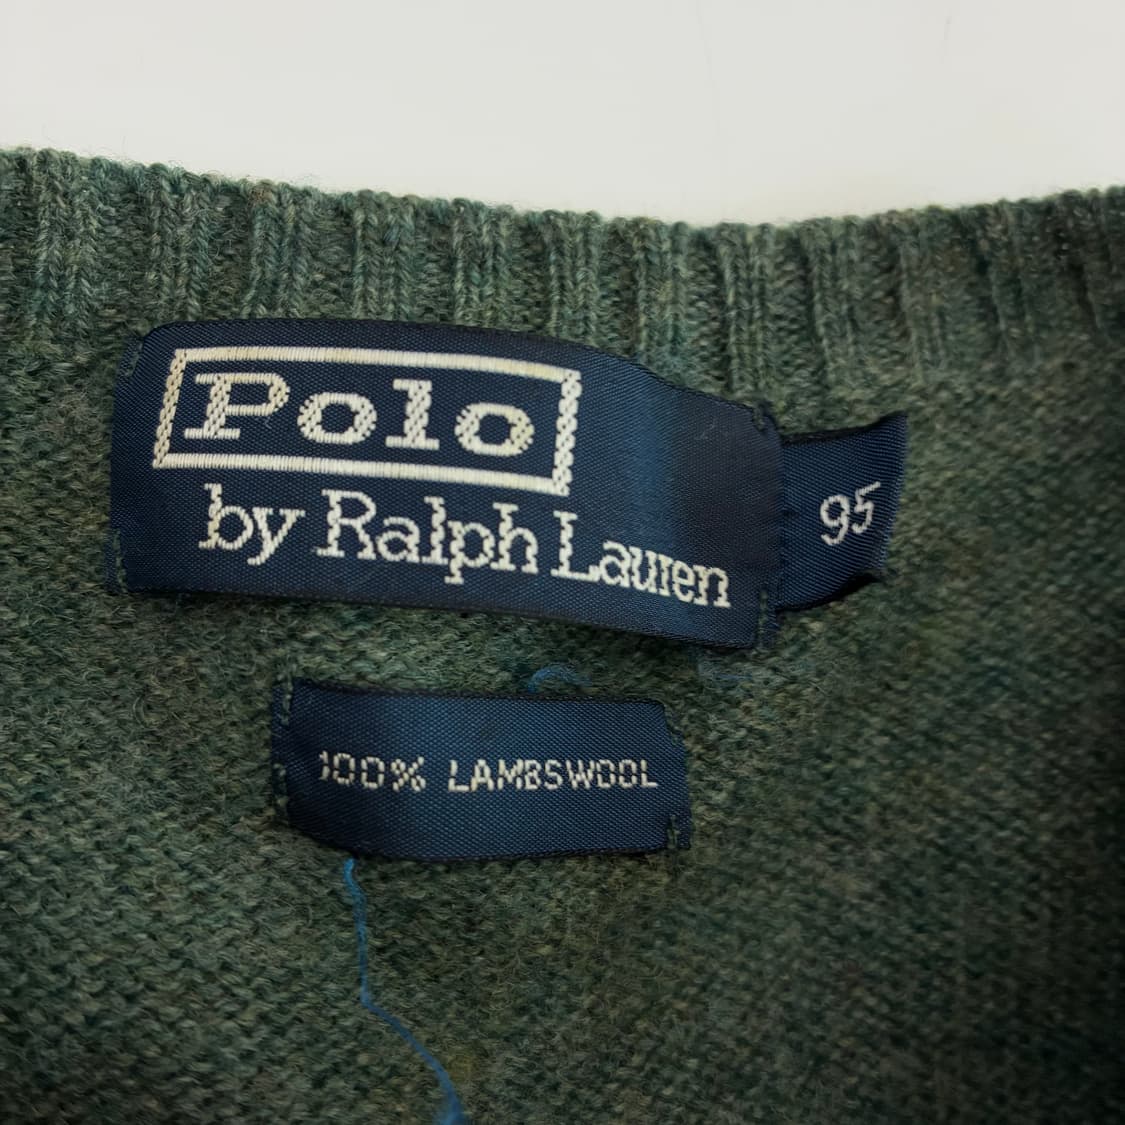 Polo
by Ralph Lauren
95
100% LAMBSWOOL